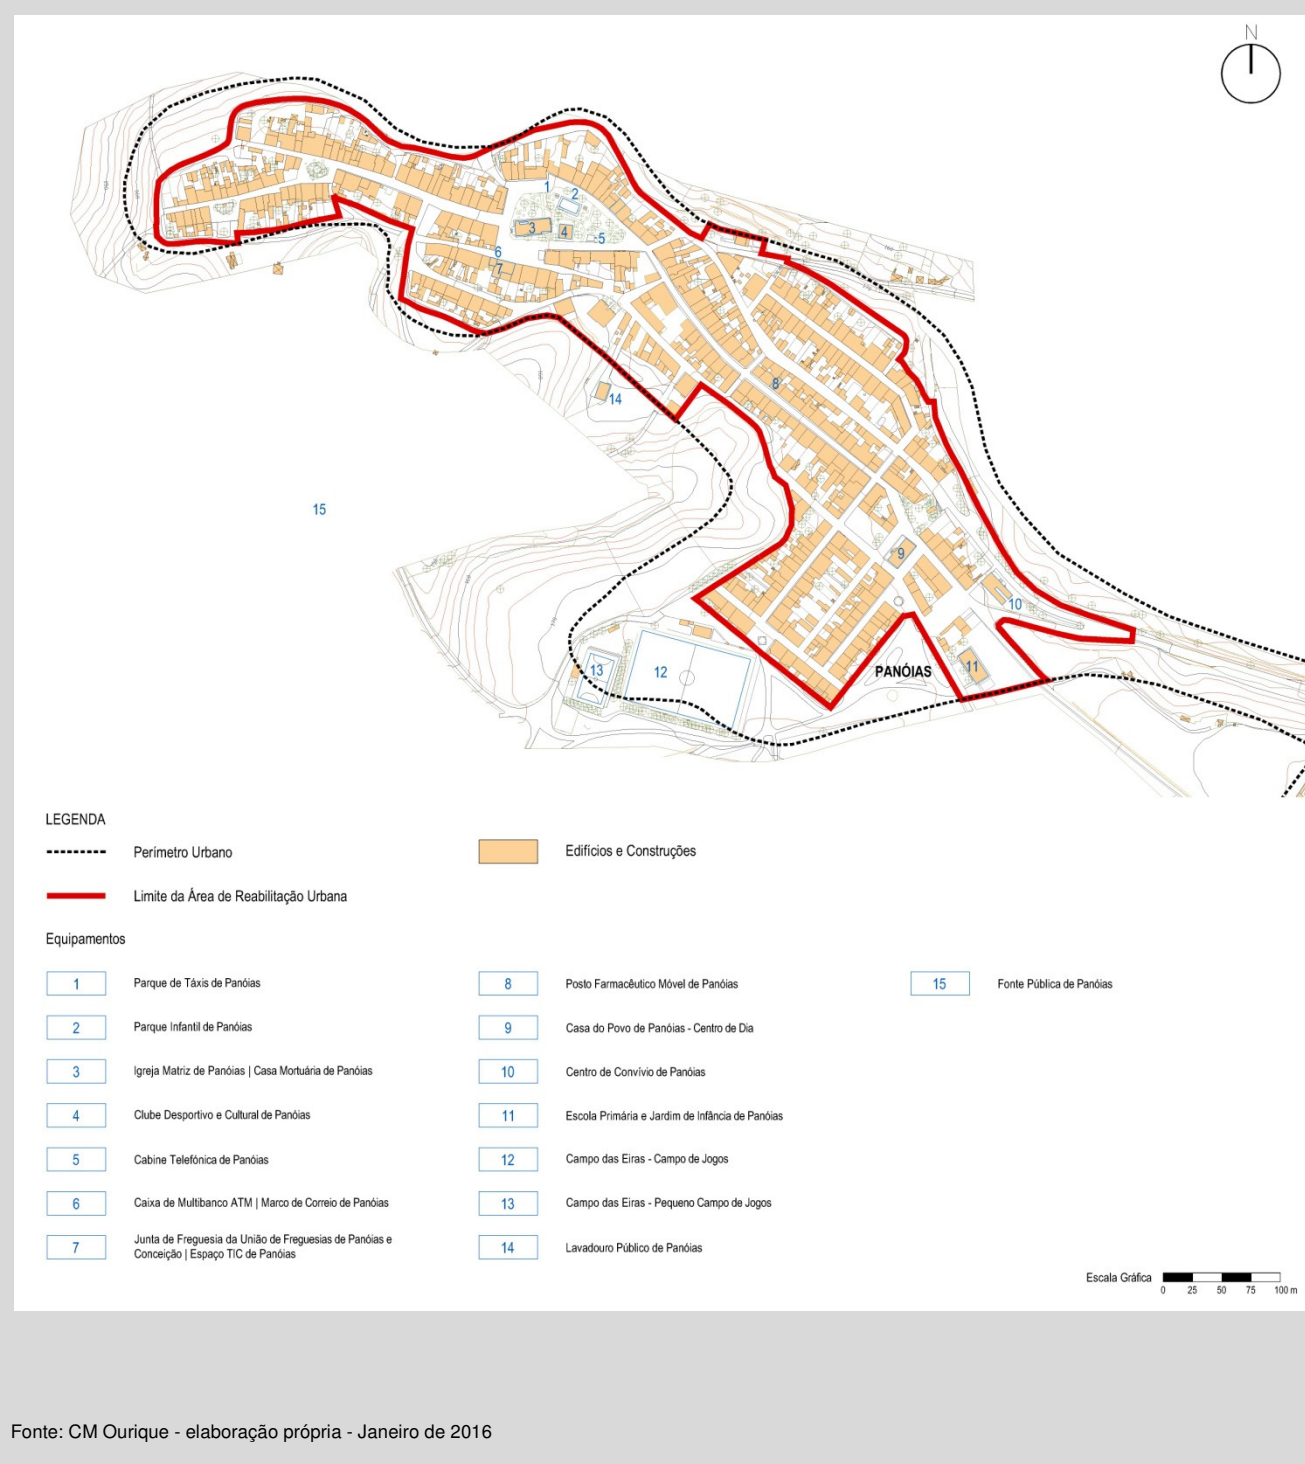 N
1
2
3
4
5
6
7
8
14
15
9
10
13
12
11
PANÓIAS
LEGENDA
Perímetro Urbano
Edifícios e Construções
Limite da Área de Reabilitação Urbana
Equipamentos
1 Parque de Táxis de Panóias
2 Parque Infantil de Panóias
3 Igreja Matriz de Panóias | Casa Mortuária de Panóias
4 Clube Desportivo e Cultural de Panóias
5 Cabine Telefónica de Panóias
6 Caixa de Multibanco ATM | Marco de Correio de Panóias
7 Junta de Freguesia da União de Freguesias de Panóias e
Conceição | Espaço TIC de Panóias
8 Posto Farmacêutico Móvel de Panóias
9 Casa do Povo de Panóias - Centro de Dia
10 Centro de Convívio de Panóias
11 Escola Primária e Jardim de Infância de Panóias
12 Campo das Eiras - Campo de Jogos
13 Campo das Eiras - Pequeno Campo de Jogos
14 Lavadouro Público de Panóias
15 Fonte Pública de Panóias
Escala Gráfica
0 25 50 75 100 m
Fonte: CM Ourique - elaboração própria - Janeiro de 2016